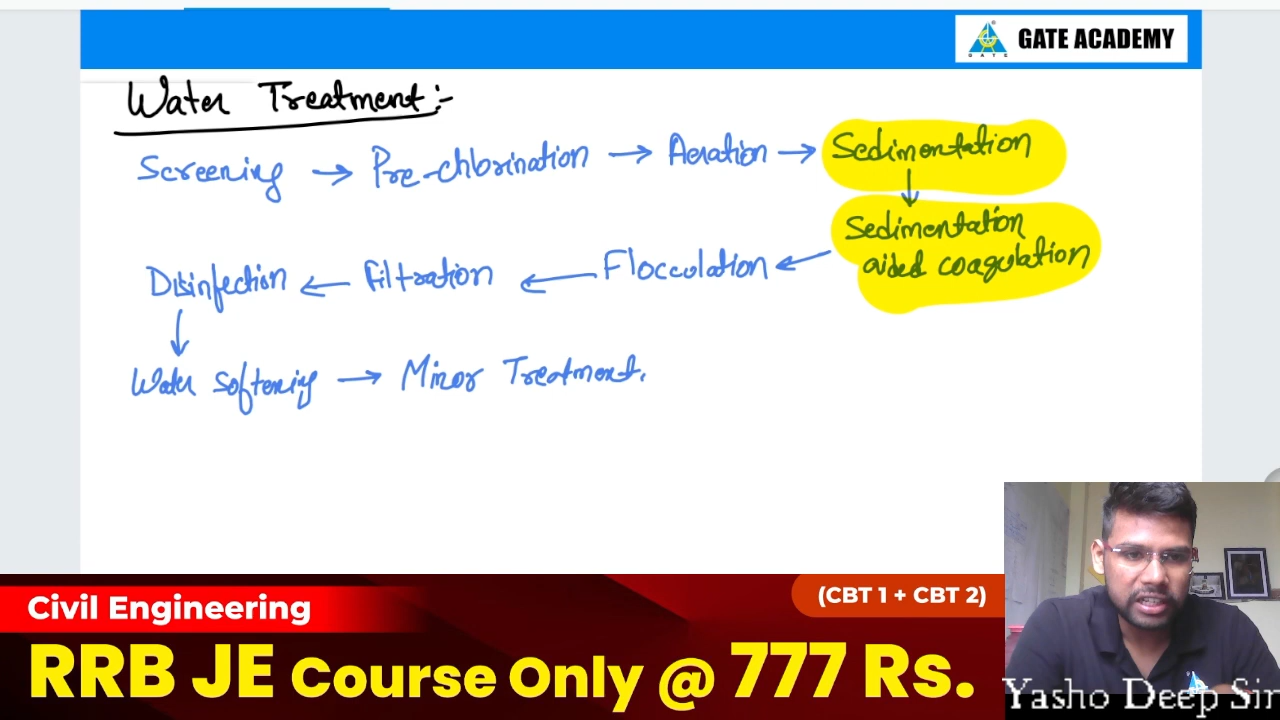 GATE ACADEMY
GATE
Water Treatment:-
Screening → Pre-chlorination → Aeration → Sedimentation
↓
Sedimentation
aided coagulation
Disinfection ← Filtration ← Flocculation ←
↓
Water Softening → Minor Treatment.
Civil Engineering
(CBT 1 + CBT 2)
RRB JE Course Only @ 777 Rs.
Yasho Deep Sir